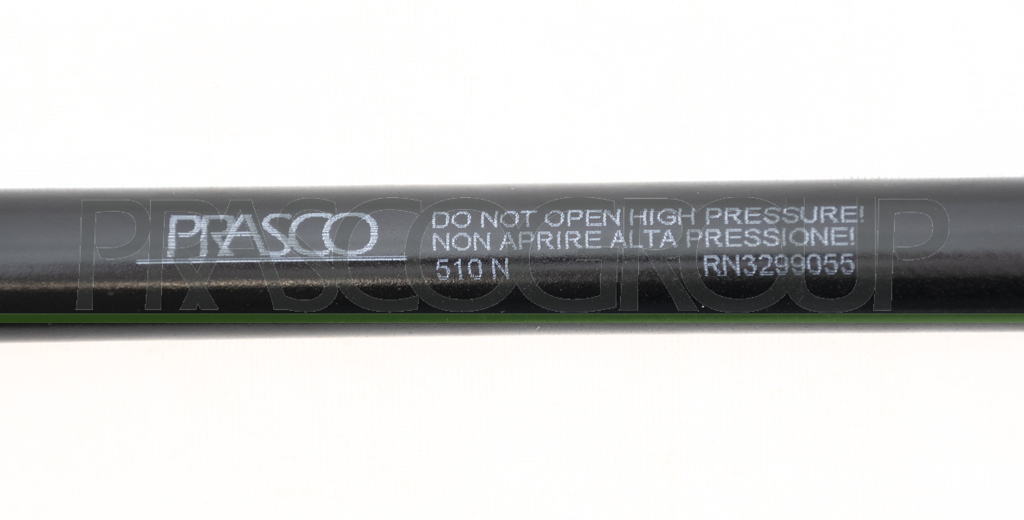 PRASCO
DO NOT OPEN HIGH PRESSURE!
NON APRIRE ALTA PRESSIONE!
510 N RN3299055
PRASCOGROUP